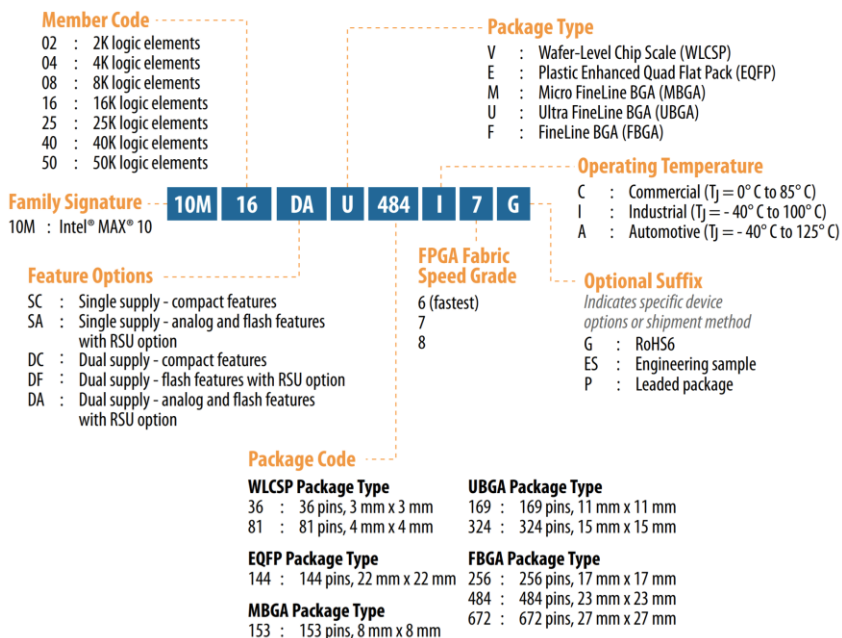 Member Code
02 : 2K logic elements
04 : 4K logic elements
08 : 8K logic elements
16 : 16K logic elements
25 : 25K logic elements
40 : 40K logic elements
50 : 50K logic elements
Package Type
V : Wafer-Level Chip Scale (WLCSP)
E : Plastic Enhanced Quad Flat Pack (EQFP)
M : Micro FineLine BGA (MBGA)
U : Ultra FineLine BGA (UBGA)
F : FineLine BGA (FBGA)
Operating Temperature
C : Commercial (TJ = 0° C to 85° C)
I : Industrial (TJ = - 40° C to 100° C)
A : Automotive (TJ = - 40° C to 125° C)
Family Signature
10M : Intel® MAX® 10
10M 16 DA U 484 I 7 G
Feature Options
SC : Single supply - compact features
SA : Single supply - analog and flash features
with RSU option
DC : Dual supply - compact features
DF : Dual supply - flash features with RSU option
DA : Dual supply - analog and flash features
with RSU option
FPGA Fabric
Speed Grade
6 (fastest)
7
8
Optional Suffix
Indicates specific device
options or shipment method
G : RoHS6
ES : Engineering sample
P : Leaded package
Package Code
WLCSP Package Type
36 : 36 pins, 3 mm x 3 mm
81 : 81 pins, 4 mm x 4 mm
EQFP Package Type
144 : 144 pins, 22 mm x 22 mm
MBGA Package Type
153 : 153 pins, 8 mm x 8 mm
UBGA Package Type
169 : 169 pins, 11 mm x 11 mm
324 : 324 pins, 15 mm x 15 mm
FBGA Package Type
256 : 256 pins, 17 mm x 17 mm
484 : 484 pins, 23 mm x 23 mm
672 : 672 pins, 27 mm x 27 mm